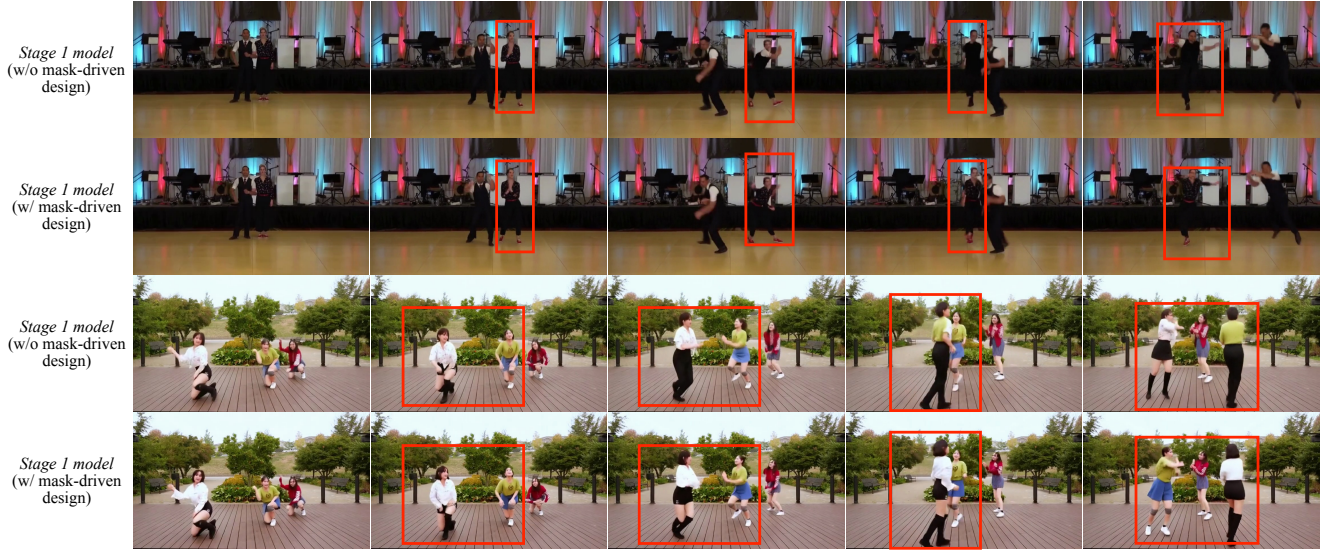 Stage 1 model
(w/o mask-driven
design)
Stage 1 model
(w/ mask-driven
design)
Stage 1 model
(w/o mask-driven
design)
Stage 1 model
(w/ mask-driven
design)